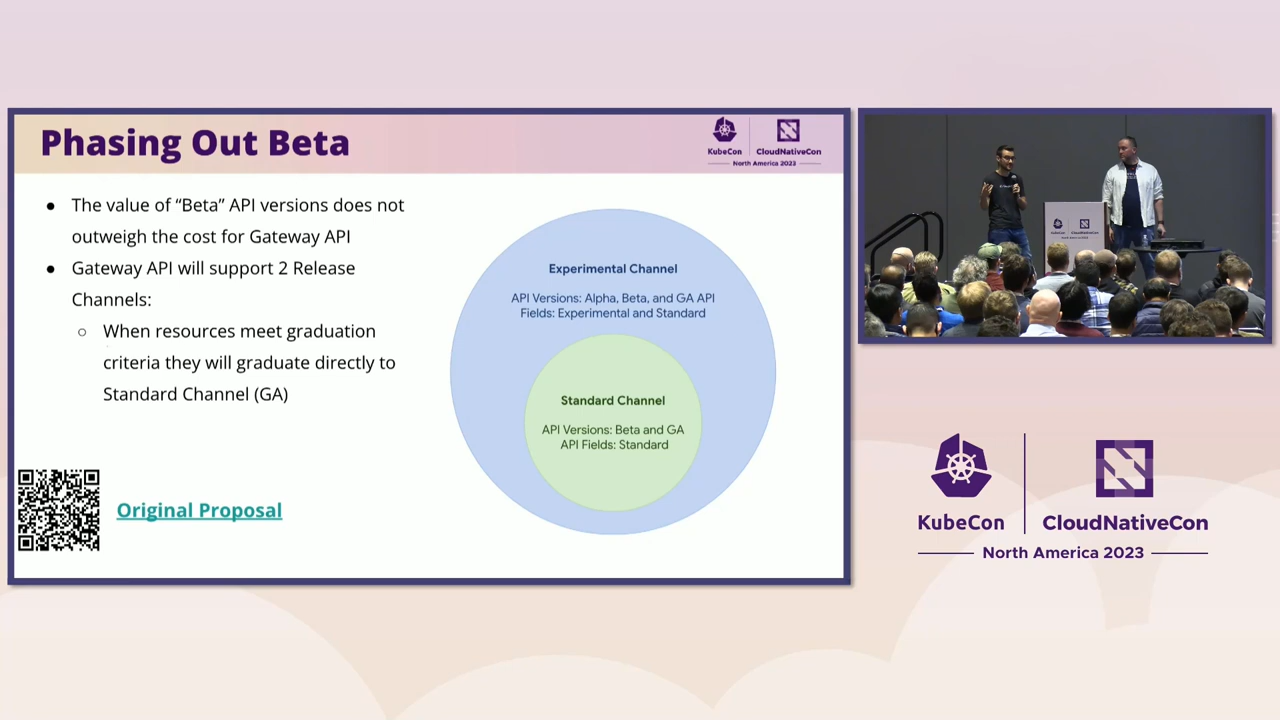 Phasing Out Beta
KubeCon
CloudNativeCon
North America 2023
● The value of “Beta” API versions does not
outweigh the cost for Gateway API
● Gateway API will support 2 Release
Channels:
○ When resources meet graduation
criteria they will graduate directly to
Standard Channel (GA)
Original Proposal
Experimental Channel
API Versions: Alpha, Beta, and GA API
Fields: Experimental and Standard
Standard Channel
API Versions: Beta and GA
API Fields: Standard
KubeCon
CloudNativeCon
North America 2023